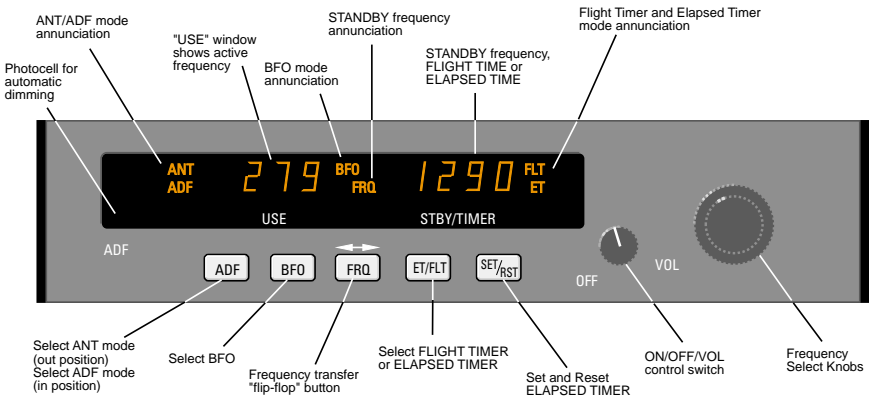 ANT/ADF mode
annunciation
"USE" window
shows active
frequency
STANDBY frequency
annunciation
BFO mode
annunciation
STANDBY frequency,
FLIGHT TIME or
ELAPSED TIME
Flight Timer and Elapsed Timer
mode annunciation
Photocell for
automatic
dimming
ANT
ADF
279
BFO
FRQ
1290
FLT
ET
USE
STBY/TIMER
ADF
ADF
BFO
FRQ
ET/FLT
SET/RST
OFF
VOL
Select ANT mode
(out position)
Select ADF mode
(in position)
Select BFO
Frequency transfer
"flip-flop" button
Select FLIGHT TIMER
or ELAPSED TIMER
Set and Reset
ELAPSED TIMER
ON/OFF/VOL
control switch
Frequency
Select Knobs